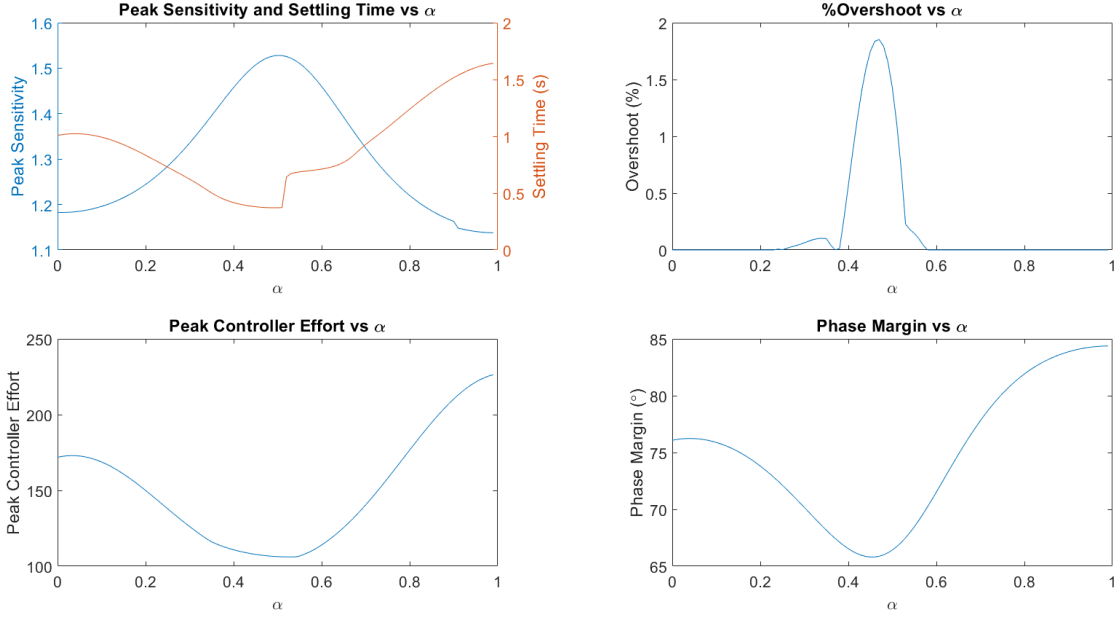 Peak Sensitivity and Settling Time vs α
1.6
1.5
1.4
1.3
1.2
1.1
Peak Sensitivity
2
1.5
1
0.5
0
Settling Time (s)
0 0.2 0.4 0.6 0.8 1
α
%Overshoot vs α
2
1.5
1
0.5
0
Overshoot (%)
0 0.2 0.4 0.6 0.8 1
α
Peak Controller Effort vs α
250
200
150
100
Peak Controller Effort
0 0.2 0.4 0.6 0.8 1
α
Phase Margin vs α
85
80
75
70
65
Phase Margin (°)
0 0.2 0.4 0.6 0.8 1
α